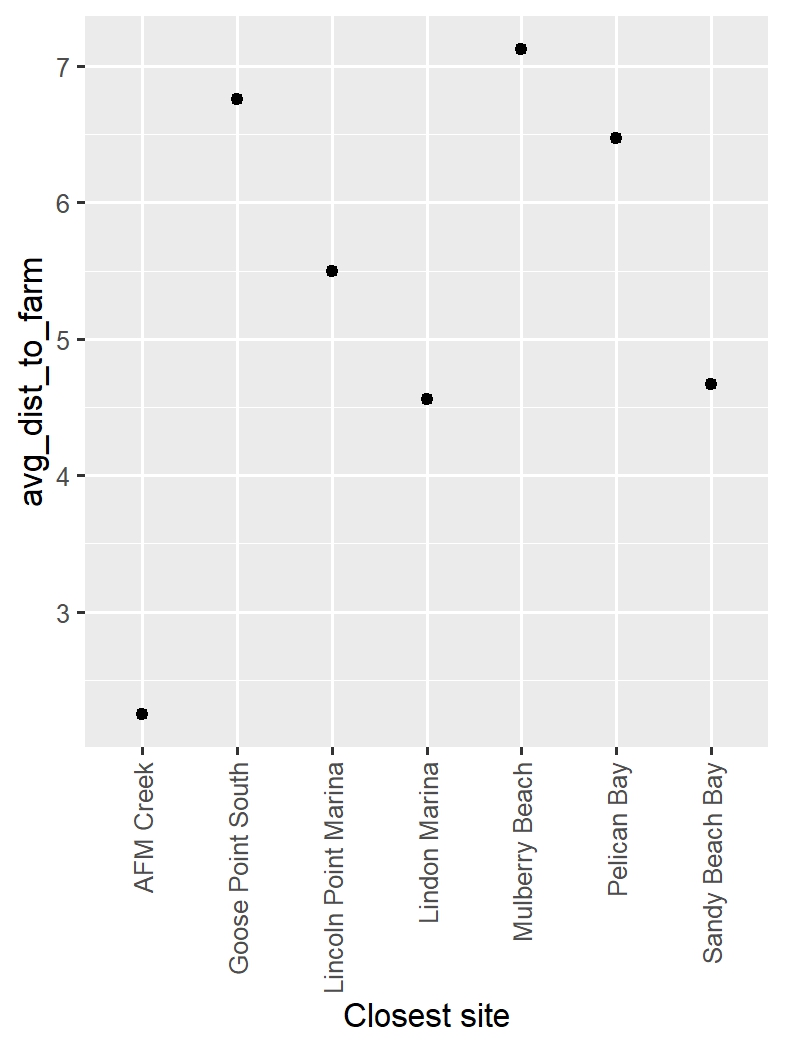 avg_dist_to_farm
7
6
5
4
3
AFM Creek
Goose Point South
Lincoln Point Marina
Lindon Marina
Mulberry Beach
Pelican Bay
Sandy Beach Bay
Closest site